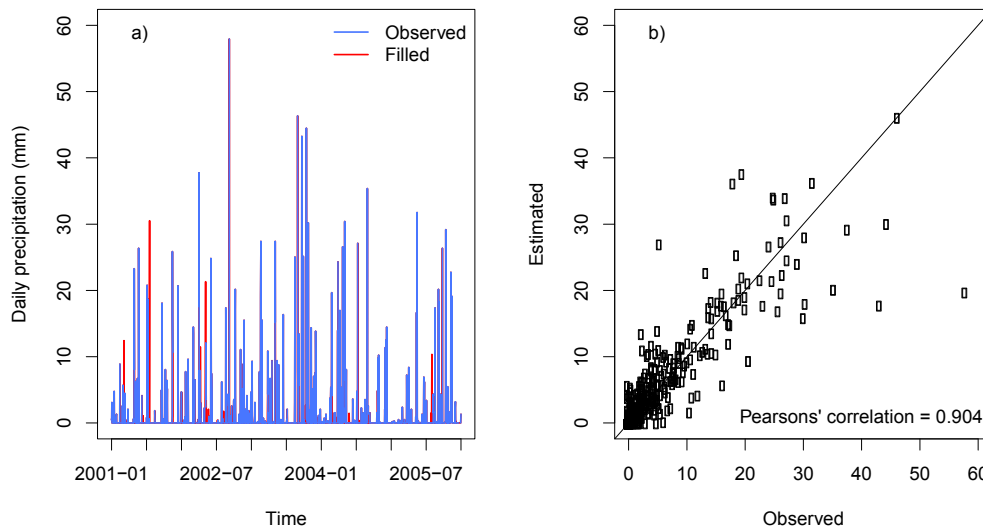 a)
Observed
Filled
Daily precipitation (mm)
60
50
40
30
20
10
0
2001−01
2002−07
2004−01
2005−07
Time
b)
Estimated
60
50
40
30
20
10
0
Pearsons' correlation = 0.904
0
10
20
30
40
50
60
Observed